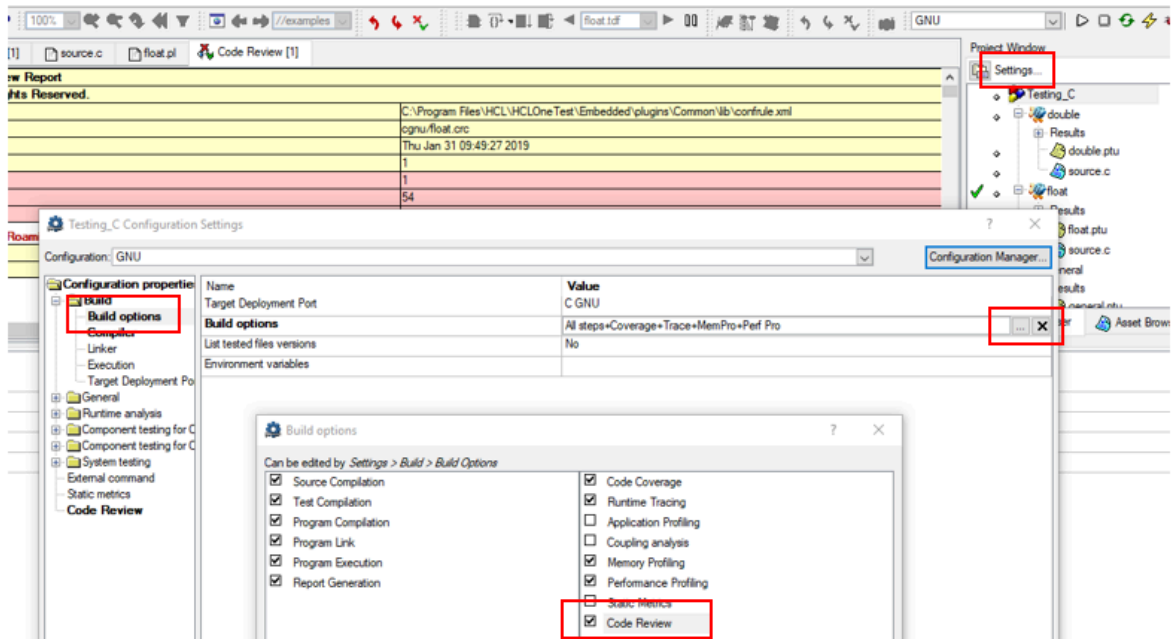 100%
//examples
float.tdf
GNU
[1]
source.c
float.pl
Code Review [1]
Project Window
Settings...
ew Report
hts Reserved.
C:\Program Files\HCL\HCLOneTest\Embedded\plugins\Common\lib\confrule.xml
cgnu/float.crc
Thu Jan 31 09:49:27 2019
1
1
54
Testing_C
double
Results
double.ptu
source.c
float
Results
float.ptu
source.c
eneral
esults
general.ptu
er
Asset Brow
Roam
Testing_C Configuration Settings
?
Configuration: GNU
Configuration Manager...
Configuration propertie
Build
Build options
Compiler
Linker
Execution
Target Deployment Po
General
Runtime analysis
Component testing for C
Component testing for C
System testing
External command
Static metrics
Code Review
Name Value
Target Deployment Port C GNU
Build options All steps+Coverage+Trace+MemPro+Perf Pro ...
List tested files versions No
Environment variables
Build options
?
Can be edited by Settings > Build > Build Options
Source Compilation
Test Compilation
Program Compilation
Program Link
Program Execution
Report Generation
Code Coverage
Runtime Tracing
Application Profiling
Coupling analysis
Memory Profiling
Performance Profiling
Static Metrics
Code Review